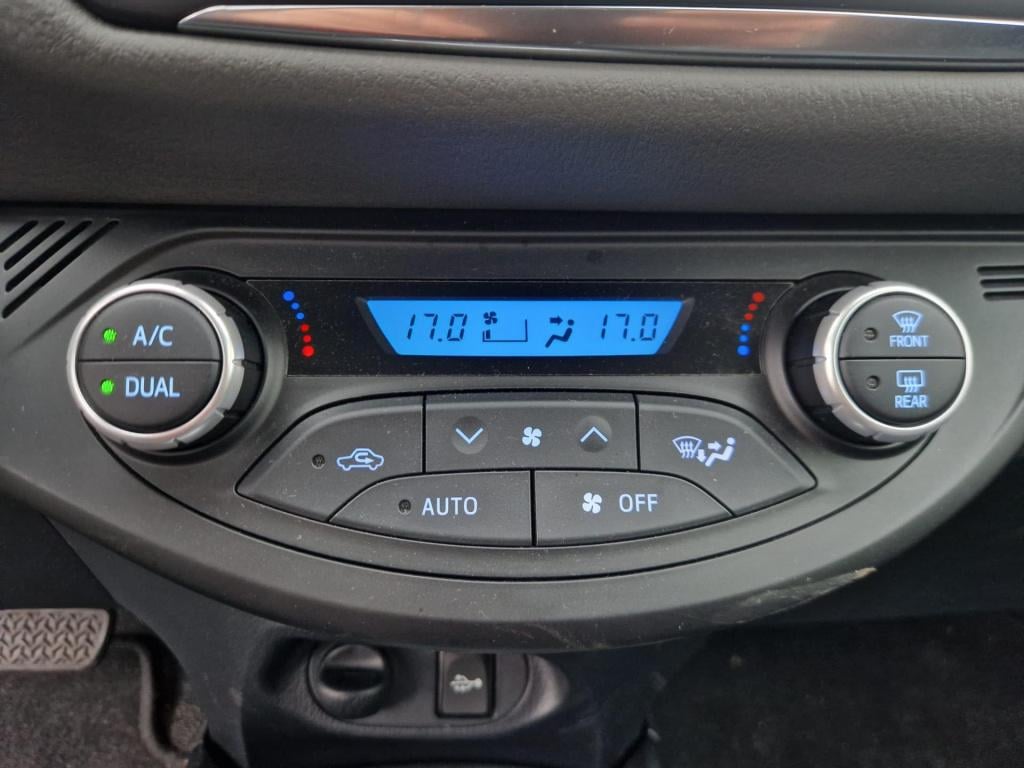 A/C
DUAL
17.0 17.0
FRONT
REAR
AUTO
OFF